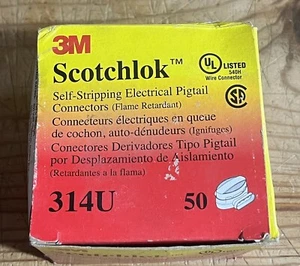 3M
Scotchlok™
UL LISTED
540H
Wire Connector
Self-Stripping Electrical Pigtail
Connectors (Flame Retardant)
Connecteurs électriques en queue
de cochon, auto-dénudeurs (Ignifuges)
Conectores Derivadores Tipo Pigtail
por Desplazamiento de Aislamiento
(Retardantes a la flama)
314U
50